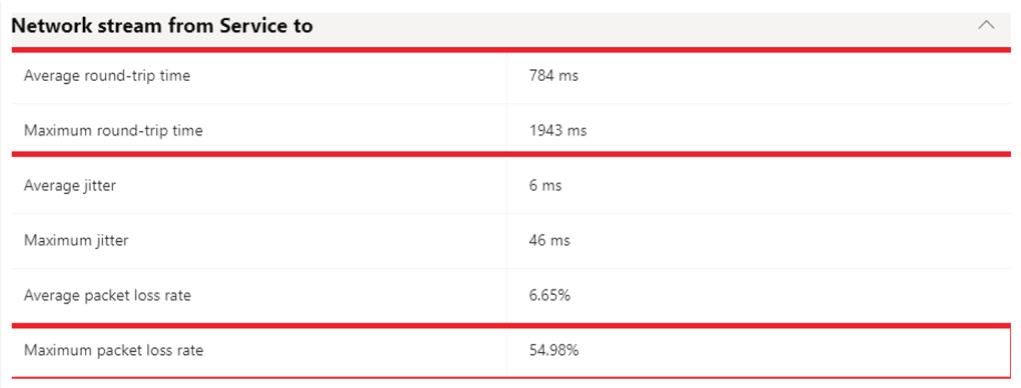 Network stream from Service to
Average round-trip time 784 ms
Maximum round-trip time 1943 ms
Average jitter 6 ms
Maximum jitter 46 ms
Average packet loss rate 6.65%
Maximum packet loss rate 54.98%